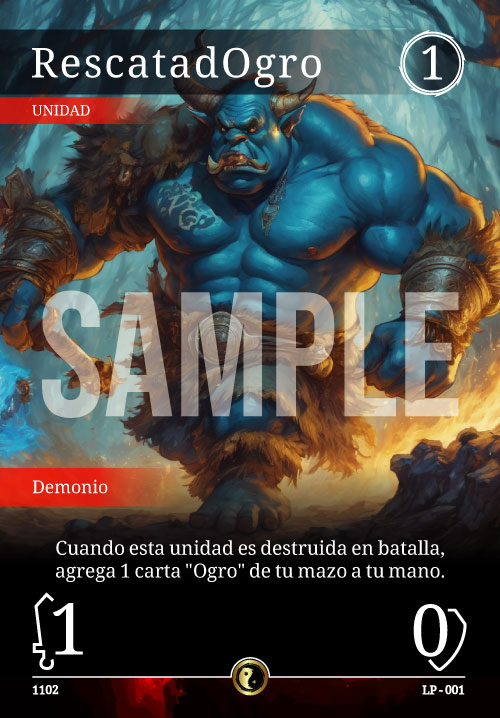 RescatadOgro
1
UNIDAD
SAMPLE
Demonio
Cuando esta unidad es destruida en batalla,
agrega 1 carta "Ogro" de tu mazo a tu mano.
1
0
1102
LP - 001